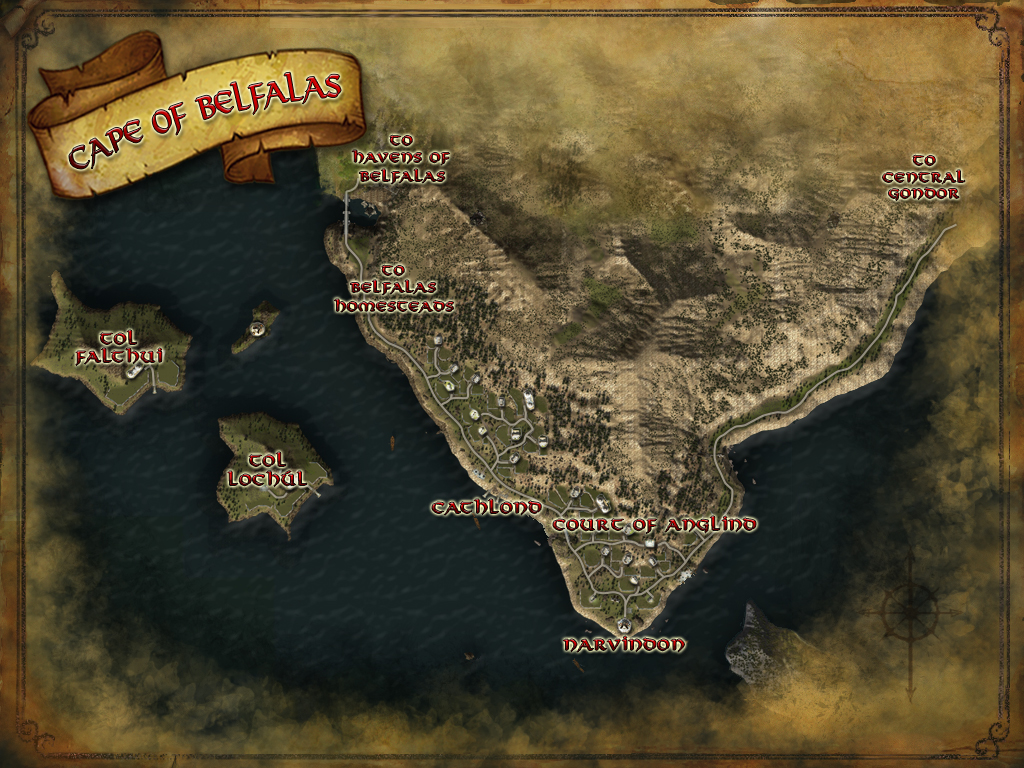 CAPE OF BELFALAS
TO
HAVENS OF
BELFALAS
TO
CENTRAL
GONDOR
TO
BELFALAS
HOMESTEADS
TOL
FALTHUI
TOL
LOCHÚL
CATHLOND
COURT OF ANGLIND
NARVINDON